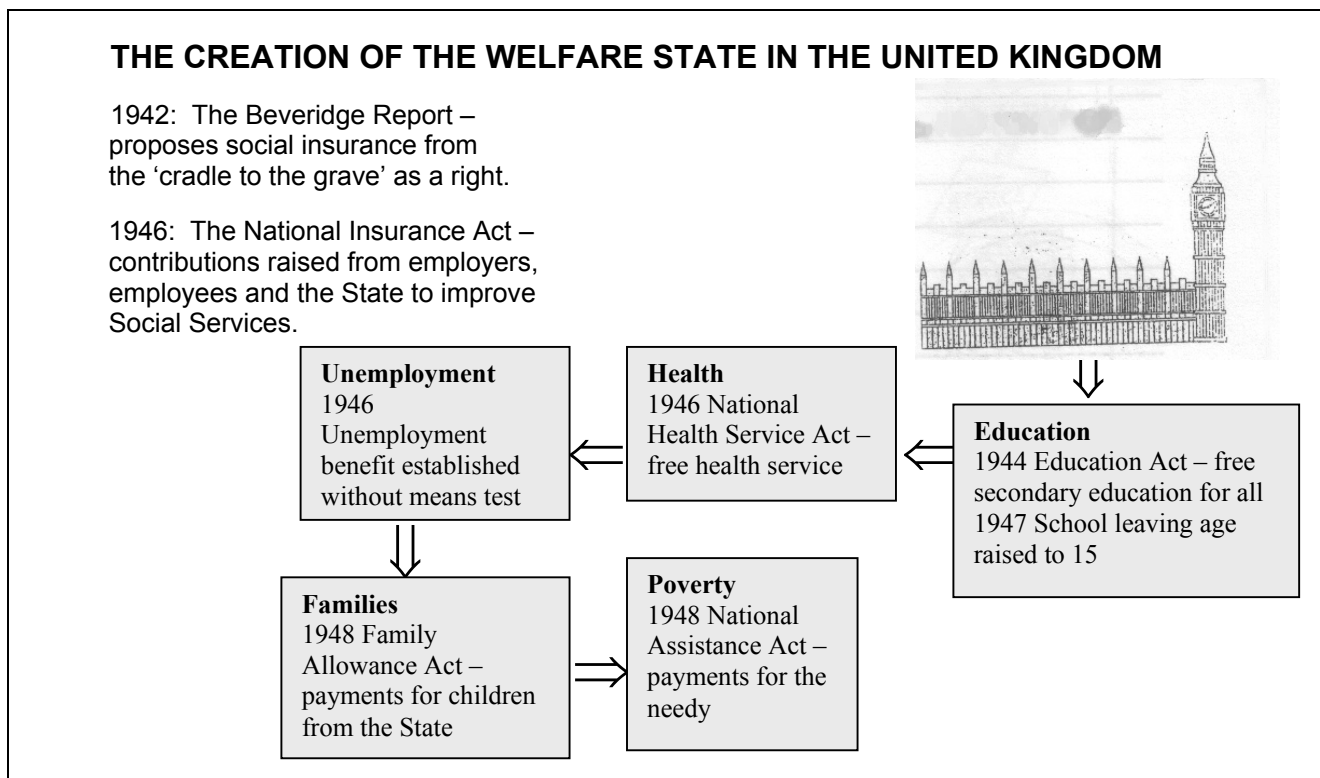 THE CREATION OF THE WELFARE STATE IN THE UNITED KINGDOM
1942:  The Beveridge Report –
proposes social insurance from
the ‘cradle to the grave’ as a right.
1946:  The National Insurance Act –
contributions raised from employers,
employees and the State to improve
Social Services.
Education
1944 Education Act – free
secondary education for all
1947 School leaving age
raised to 15
Health
1946 National
Health Service Act –
free health service
Unemployment
1946
Unemployment
benefit established
without means test
Families
1948 Family
Allowance Act –
payments for children
from the State
Poverty
1948 National
Assistance Act –
payments for the
needy